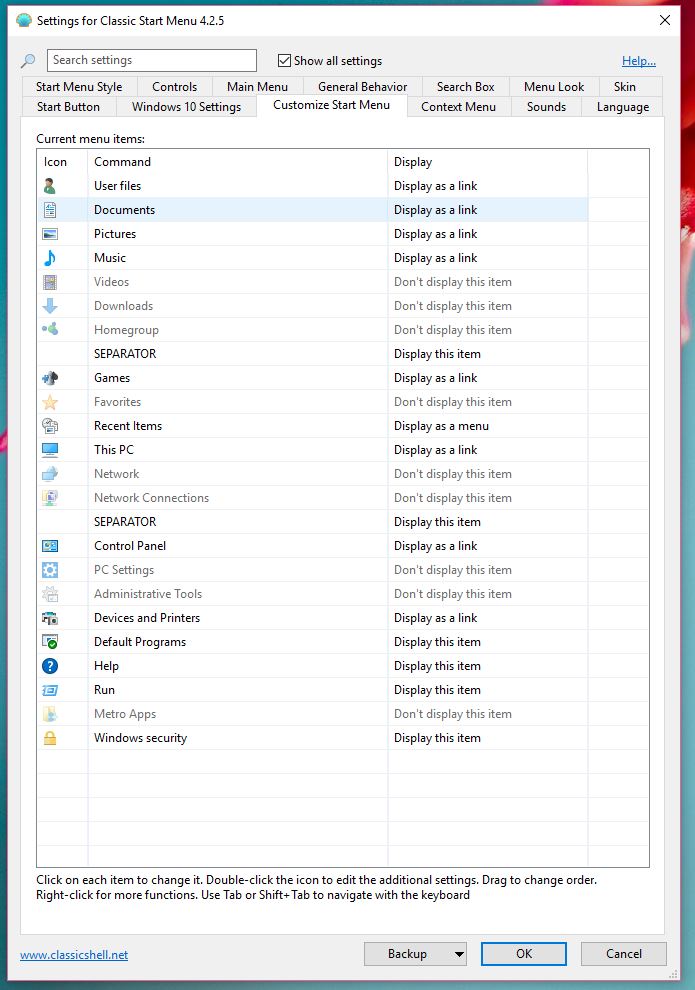 Settings for Classic Start Menu 4.2.5
Search settings
Show all settings
Help...
Start Menu Style Controls Main Menu General Behavior Search Box Menu Look Skin
Start Button Windows 10 Settings Customize Start Menu Context Menu Sounds Language
Current menu items:
Icon Command Display
User files Display as a link
Documents Display as a link
Pictures Display as a link
Music Display as a link
Videos Don't display this item
Downloads Don't display this item
Homegroup Don't display this item
SEPARATOR Display this item
Games Display as a link
Favorites Don't display this item
Recent Items Display as a menu
This PC Display as a link
Network Don't display this item
Network Connections Don't display this item
SEPARATOR Display this item
Control Panel Display as a link
PC Settings Don't display this item
Administrative Tools Don't display this item
Devices and Printers Display as a link
Default Programs Display this item
Help Display this item
Run Display this item
Metro Apps Don't display this item
Windows security Display this item
Click on each item to change it. Double-click the icon to edit the additional settings. Drag to change order.
Right-click for more functions. Use Tab or Shift+Tab to navigate with the keyboard
www.classicshell.net
Backup
OK
Cancel